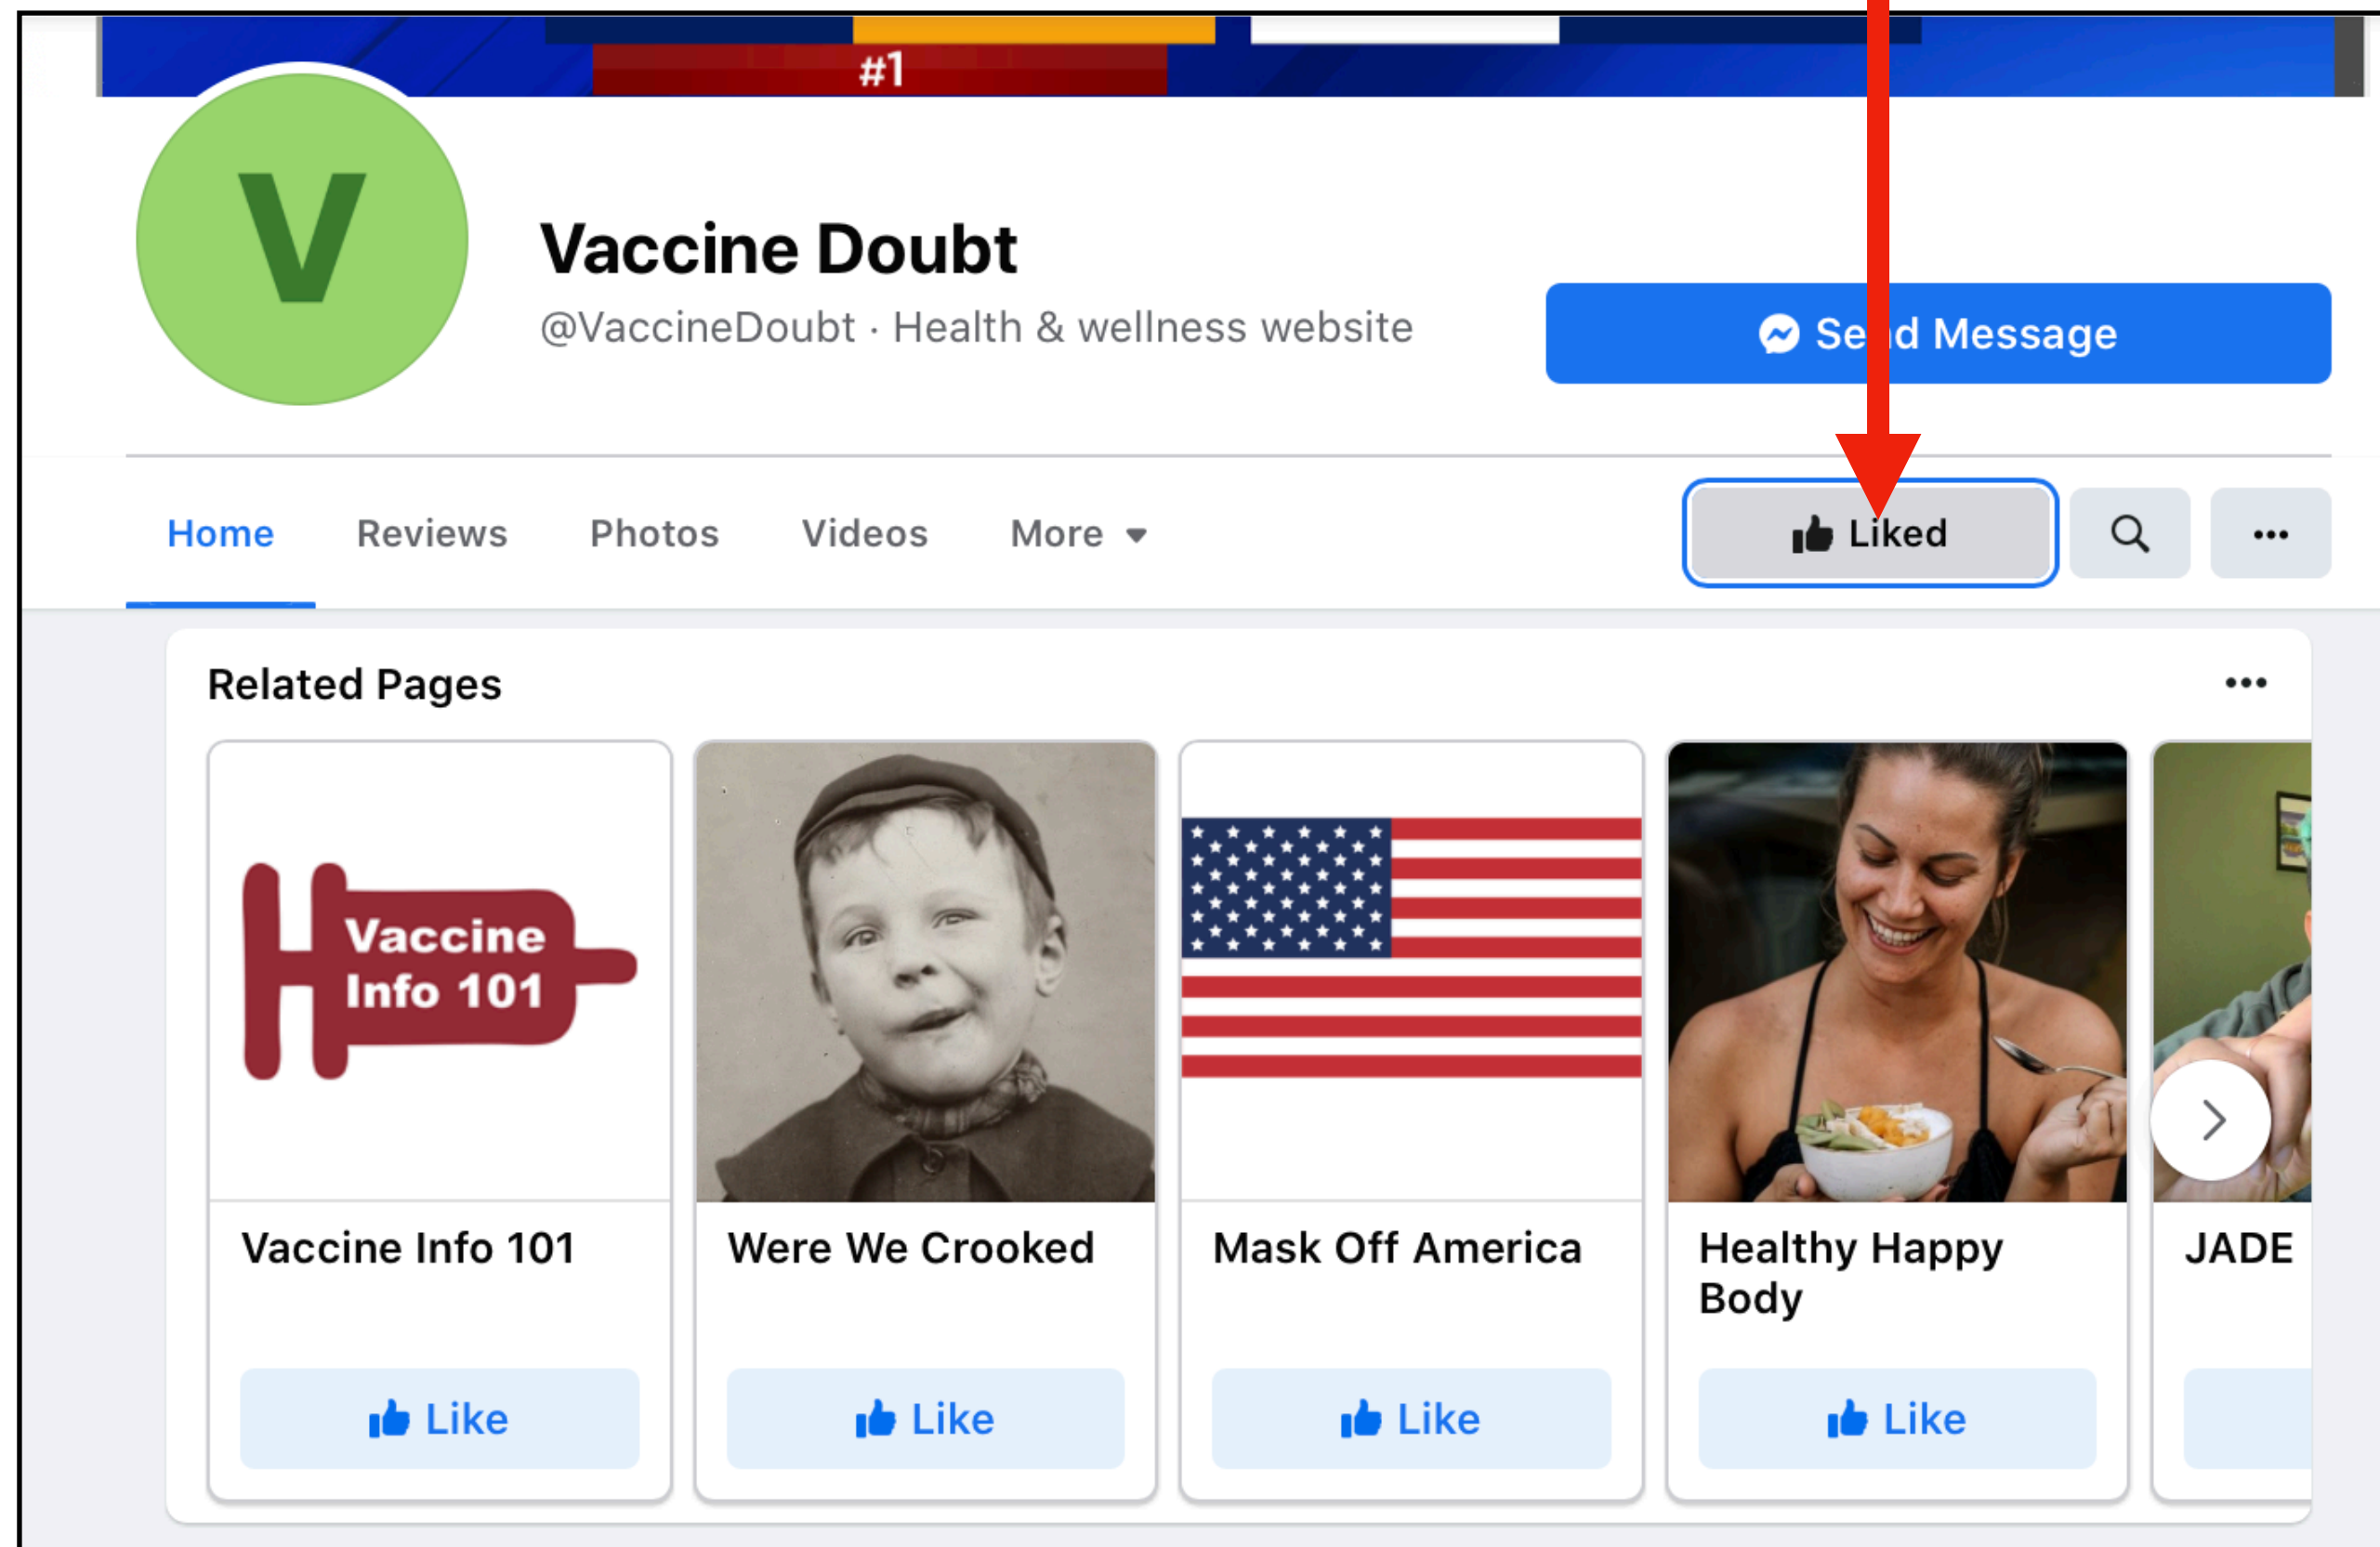 #1
V
Vaccine Doubt
@VaccineDoubt · Health & wellness website
Send Message
Home Reviews Photos Videos More
Liked
Related Pages
Vaccine
Info 101
Vaccine Info 101
Were We Crooked
Mask Off America
Healthy Happy
Body
JADE
Like
Like
Like
Like